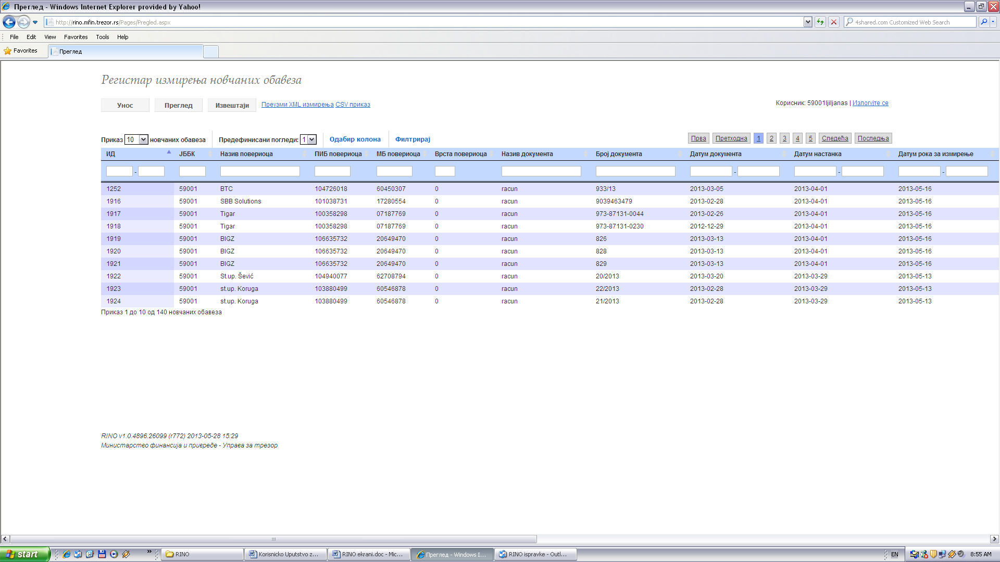 Преглед - Windows Internet Explorer provided by Yahoo!
http://rino.mfin.trezor.rs/Pages/Pregled.aspx
4shared.com Customized Web Search
File Edit View Favorites Tools Help
Favorites Преглед
Регистар измирења новчаних обавеза
Унос Преглед Извештаји Преузми XML измирења CSV приказ Корисник: 59001ljiljanas | Излогујте се
Приказ 10 новчаних обавеза Предефинисани погледи: 1 Одабир колона Филтрирај Прва Претходна 1 2 3 4 5 Следећа Последња
ИД ЈББК Назив повериоца ПИБ повериоца МБ повериоца Врста повериоца Назив документа Број документа Датум документа Датум настанка Датум рока за измирење
- - - -
1252 59001 BTC 104726018 60450307 0 racun 933/13 2013-03-05 2013-04-01 2013-05-16
1916 59001 SBB Solutions 101038731 17280554 0 racun 9039463479 2013-02-28 2013-04-01 2013-05-16
1917 59001 Tigar 100358298 07187769 0 racun 973-87131-0044 2013-02-26 2013-04-01 2013-05-16
1918 59001 Tigar 100358298 07187769 0 racun 973-87131-0230 2012-12-29 2013-04-01 2013-05-16
1919 59001 BIGZ 106635732 20649470 0 racun 826 2013-03-13 2013-04-01 2013-05-16
1920 59001 BIGZ 106635732 20649470 0 racun 828 2013-03-13 2013-04-01 2013-05-16
1921 59001 BIGZ 106635732 20649470 0 racun 829 2013-03-13 2013-04-01 2013-05-16
1922 59001 St.up. Šević 104940077 62708794 0 racun 20/2013 2013-03-20 2013-03-29 2013-05-13
1923 59001 st.up. Koruga 103880499 60546878 0 racun 22/2013 2013-02-28 2013-03-29 2013-05-13
1924 59001 st.up. Koruga 103880499 60546878 0 racun 21/2013 2013-02-28 2013-03-29 2013-05-13
Приказ 1 до 10 од 140 новчаних обавеза
RINO v1.0.4896.26099 (r772) 2013-05-28 15:29
Министарство финансија и привреде - Управа за трезор
start » RINO Korisnicko Uputstvo z... RINO ekrani.doc - Mic... Преглед - Windows I... RINO ispravke - Outl... EN 8:55 AM